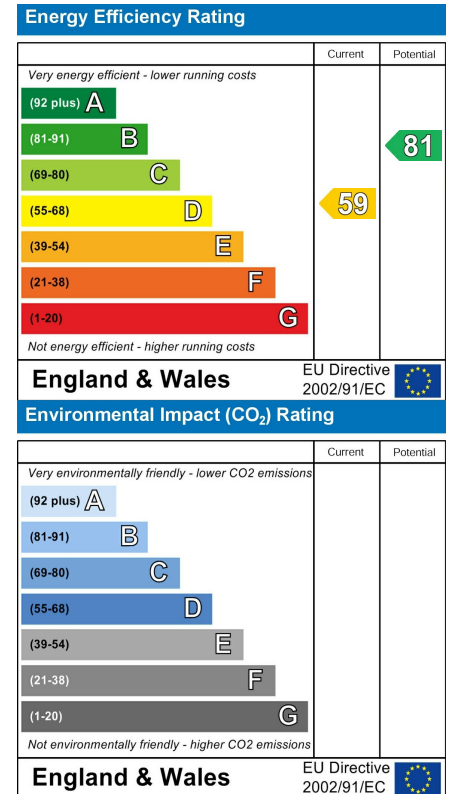 Energy Efficiency Rating
Current Potential
Very energy efficient - lower running costs
(92 plus) A
(81-91) B
81
(69-80) C
(55-68) D
59
(39-54) E
(21-38) F
(1-20) G
Not energy efficient - higher running costs
England & Wales
EU Directive
2002/91/EC
Environmental Impact (CO₂) Rating
Current Potential
Very environmentally friendly - lower CO2 emissions
(92 plus) A
(81-91) B
(69-80) C
(55-68) D
(39-54) E
(21-38) F
(1-20) G
Not environmentally friendly - higher CO2 emissions
England & Wales
EU Directive
2002/91/EC